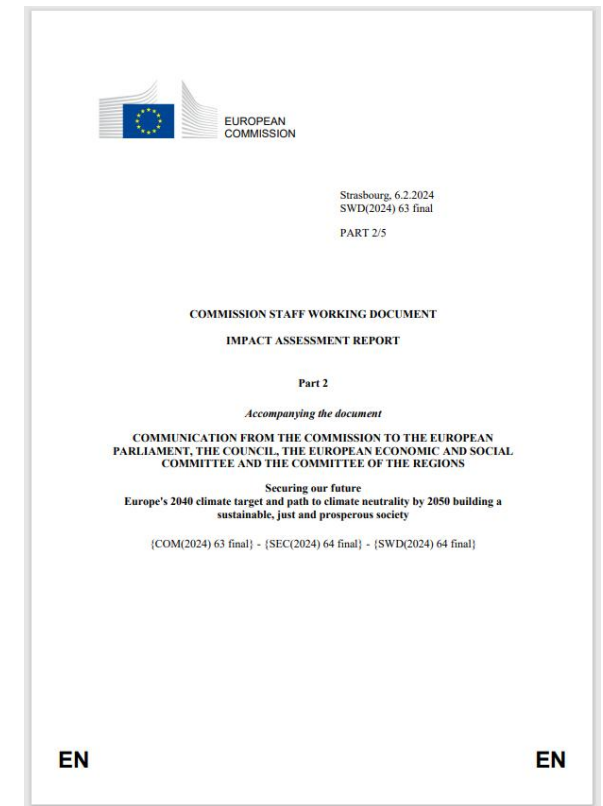 EUROPEAN
COMMISSION
Strasbourg, 6.2.2024
SWD(2024) 63 final
PART 2/5
COMMISSION STAFF WORKING DOCUMENT
IMPACT ASSESSMENT REPORT
Part 2
Accompanying the document
COMMUNICATION FROM THE COMMISSION TO THE EUROPEAN
PARLIAMENT, THE COUNCIL, THE EUROPEAN ECONOMIC AND SOCIAL
COMMITTEE AND THE COMMITTEE OF THE REGIONS
Securing our future
Europe's 2040 climate target and path to climate neutrality by 2050 building a
sustainable, just and prosperous society
{COM(2024) 63 final} - {SEC(2024) 64 final} - {SWD(2024) 64 final}
EN EN